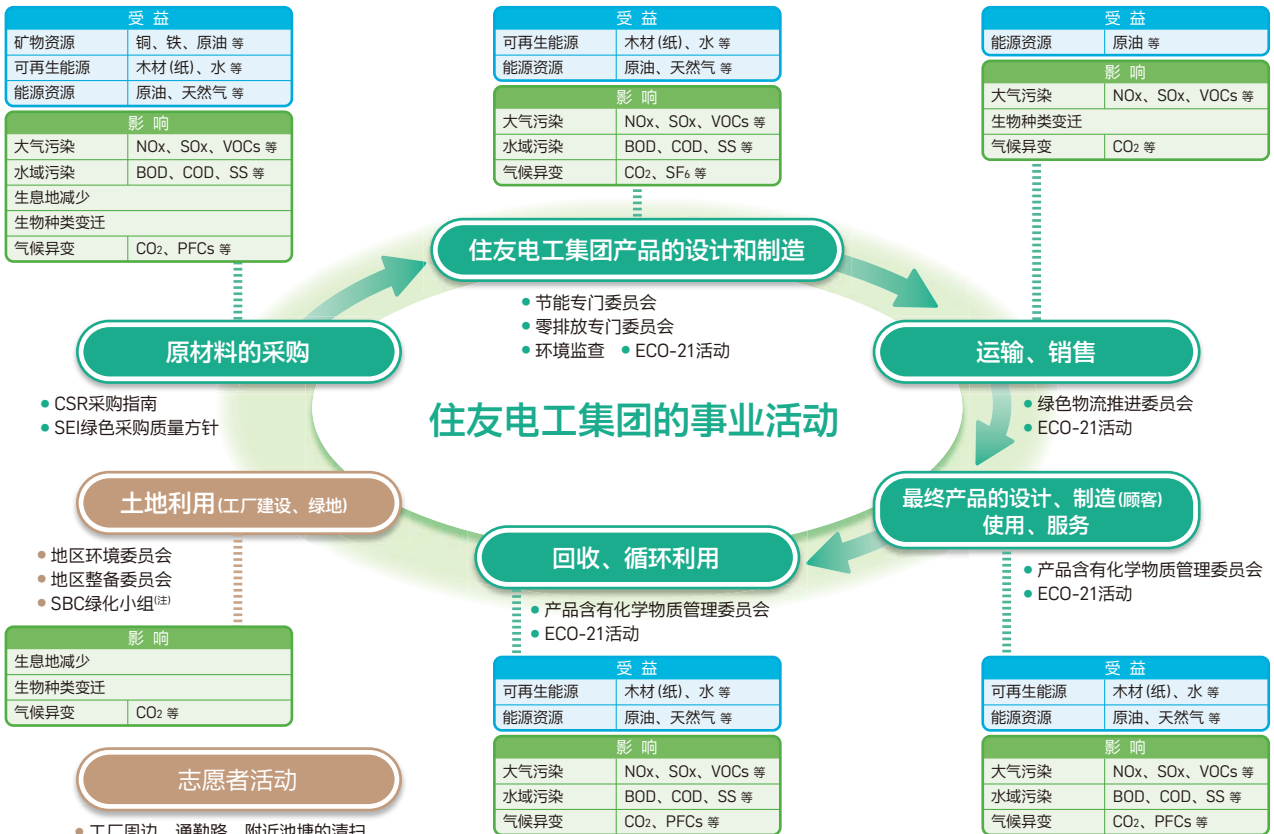 受 益
矿物资源 铜、铁、原油 等
可再生能源 木材(纸)、水 等
能源资源 原油、天然气 等
影 响
大气污染 NOx、SOx、VOCs 等
水域污染 BOD、COD、SS 等
生息地减少
生物种类变迁
气候异变 CO₂、PFCs 等
受 益
可再生能源 木材(纸)、水 等
能源资源 原油、天然气 等
影 响
大气污染 NOx、SOx、VOCs 等
水域污染 BOD、COD、SS 等
气候异变 CO₂、SF₆ 等
受 益
能源资源 原油 等
影 响
大气污染 NOx、SOx、VOCs 等
生物种类变迁
气候异变 CO₂ 等
住友电工集团产品的设计和制造
• 节能专门委员会
• 零排放专门委员会
• 环境监查 • ECO-21活动
原材料的采购
• CSR采购指南
• SEI绿色采购质量方针
运输、销售
• 绿色物流推进委员会
• ECO-21活动
住友电工集团的事业活动
土地利用(工厂建设、绿地)
• 地区环境委员会
• 地区整备委员会
• SBC绿化小组(注)
影 响
生息地减少
生物种类变迁
气候异变 CO₂ 等
回收、循环利用
• 产品含有化学物质管理委员会
• ECO-21活动
受 益
可再生能源 木材(纸)、水 等
能源资源 原油、天然气 等
影 响
大气污染 NOx、SOx、VOCs 等
水域污染 BOD、COD、SS 等
气候异变 CO₂、PFCs 等
最终产品的设计、制造(顾客)
使用、服务
• 产品含有化学物质管理委员会
• ECO-21活动
受 益
可再生能源 木材(纸)、水 等
能源资源 原油、天然气 等
影 响
大气污染 NOx、SOx、VOCs 等
水域污染 BOD、COD、SS 等
气候异变 CO₂、PFCs 等
志愿者活动
• 工厂周边、通勤路、附近池塘的清扫